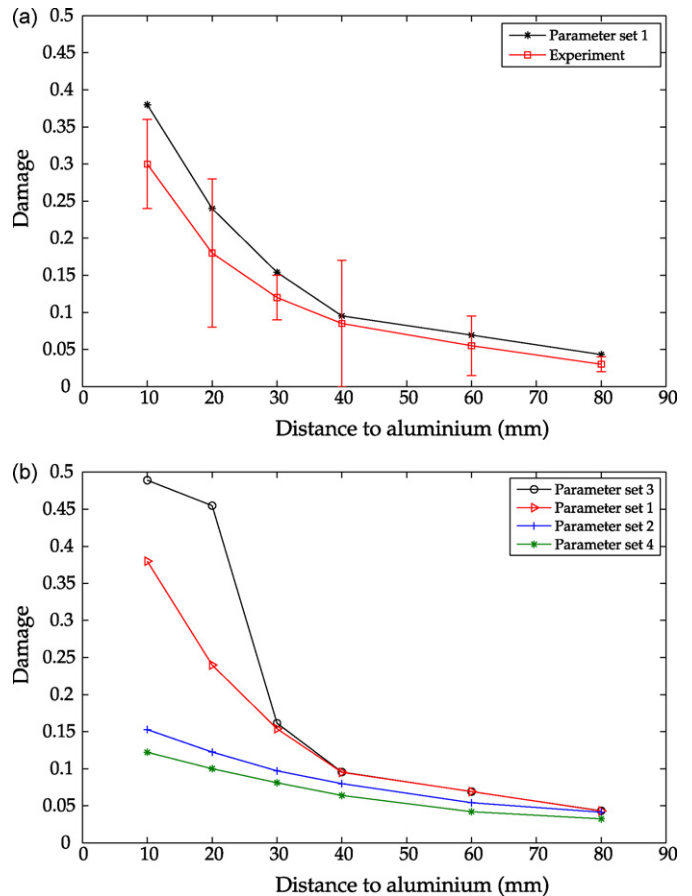 (a)
0.5
0.45
0.4
0.35
0.3
0.25
0.2
0.15
0.1
0.05
0
Damage
Parameter set 1
Experiment
0 10 20 30 40 50 60 70 80 90
Distance to aluminium (mm)
(b)
0.5
0.45
0.4
0.35
0.3
0.25
0.2
0.15
0.1
0.05
0
Damage
Parameter set 3
Parameter set 1
Parameter set 2
Parameter set 4
0 10 20 30 40 50 60 70 80 90
Distance to aluminium (mm)